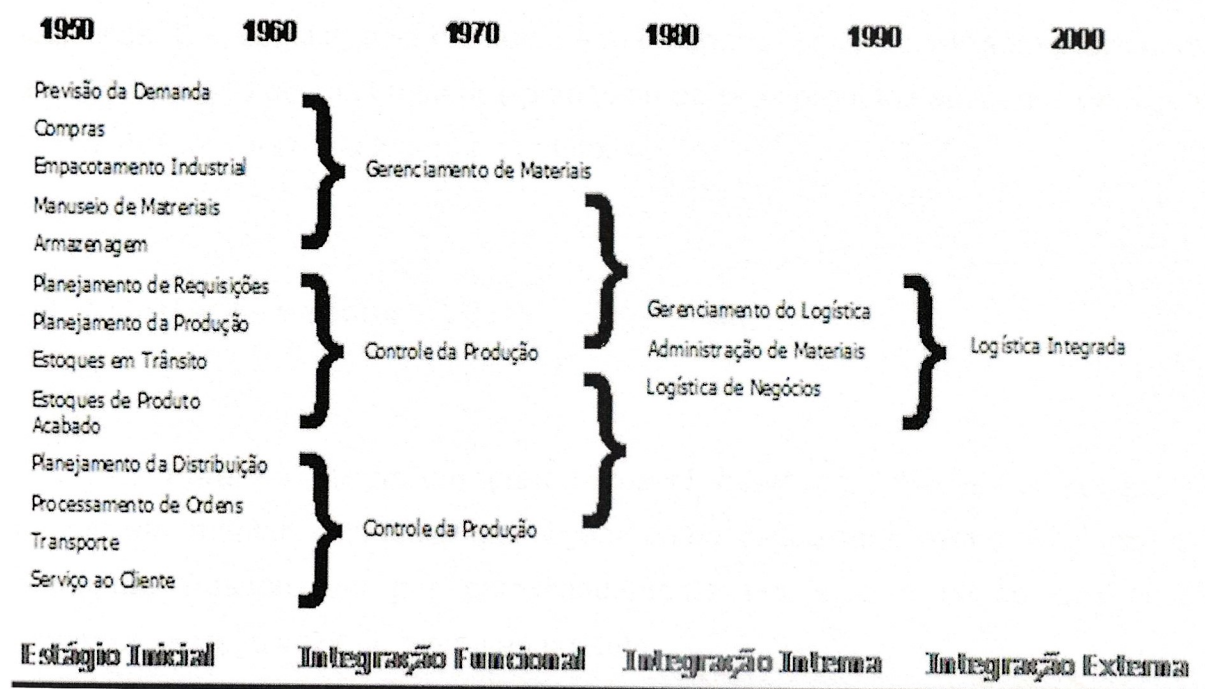 1950 1960 1970 1980 1990 2000
Previsão da Demanda
Compras
Empacotamento Industrial
Manuseio de Matreriais
Armazenagem
Planejamento de Requisições
Planejamento da Produção
Estoques em Trânsito
Estoques de Produto
Acabado
Planejamento da Distribuição
Processamento de Ordens
Transporte
Serviço ao Cliente
Gerenciamento de Materiais
Controle da Produção
Controle da Produção
Gerenciamento do Logística
Administração de Materiais
Logística de Negócios
Logística Integrada
Estágio Inicial Integração Funcional Integração Interna Integração Externa